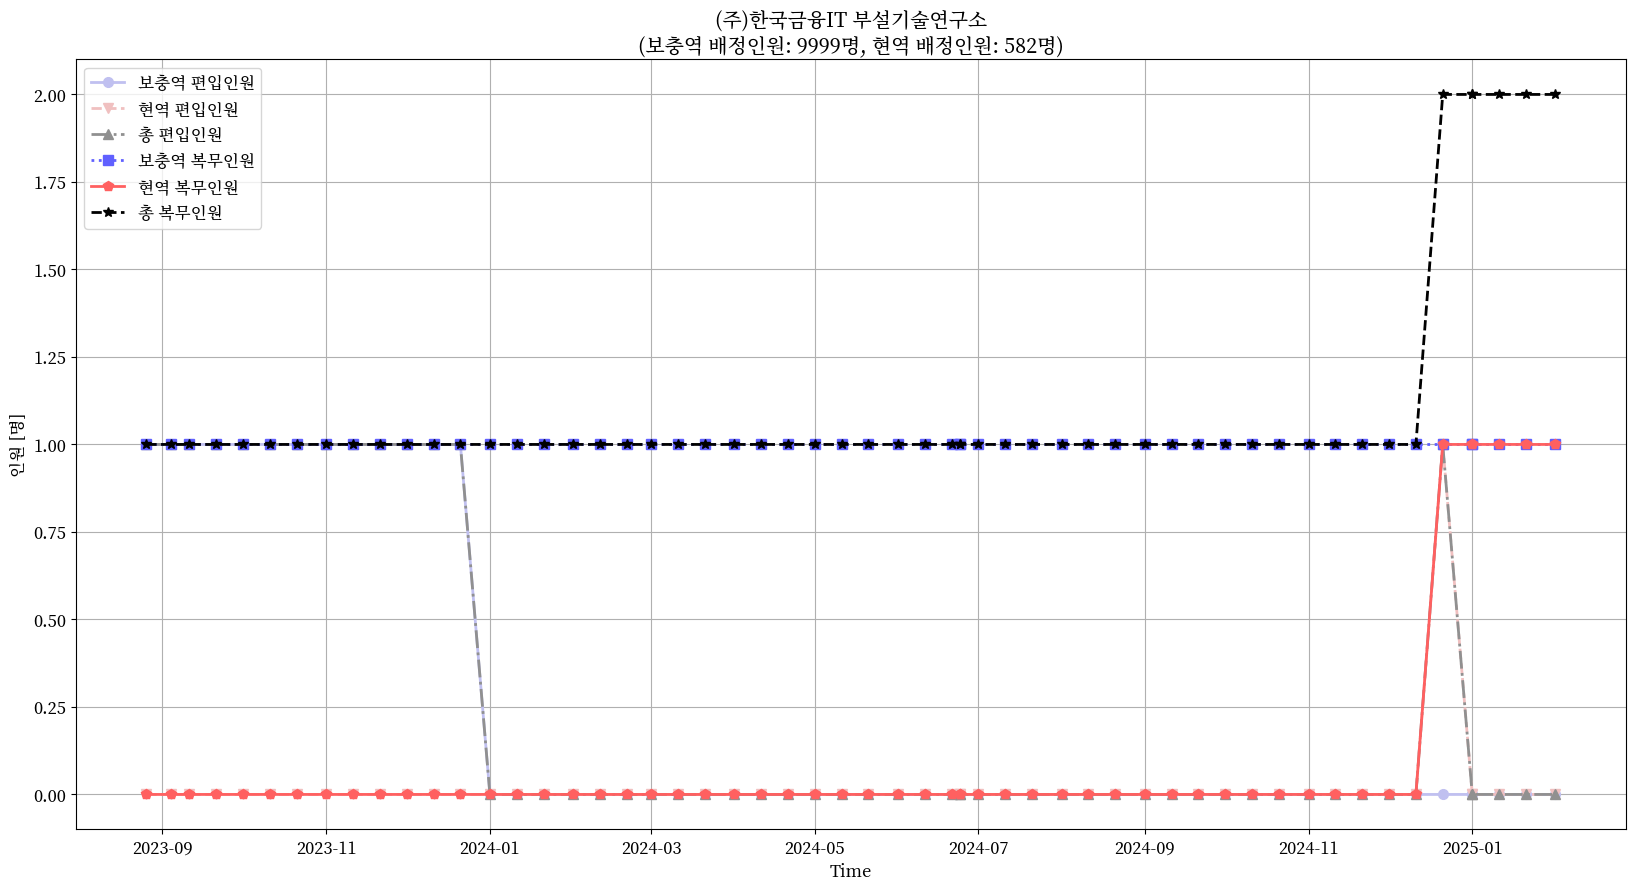 (주)한국금융IT 부설기술연구소
(보충역 배정인원: 9999명, 현역 배정인원: 582명)
보충역 편입인원
현역 편입인원
총 편입인원
보충역 복무인원
현역 복무인원
총 복무인원
2.00
1.75
1.50
1.25
1.00
0.75
0.50
0.25
0.00
인원 [명]
2023-09
2023-11
2024-01
2024-03
2024-05
2024-07
2024-09
2024-11
2025-01
Time